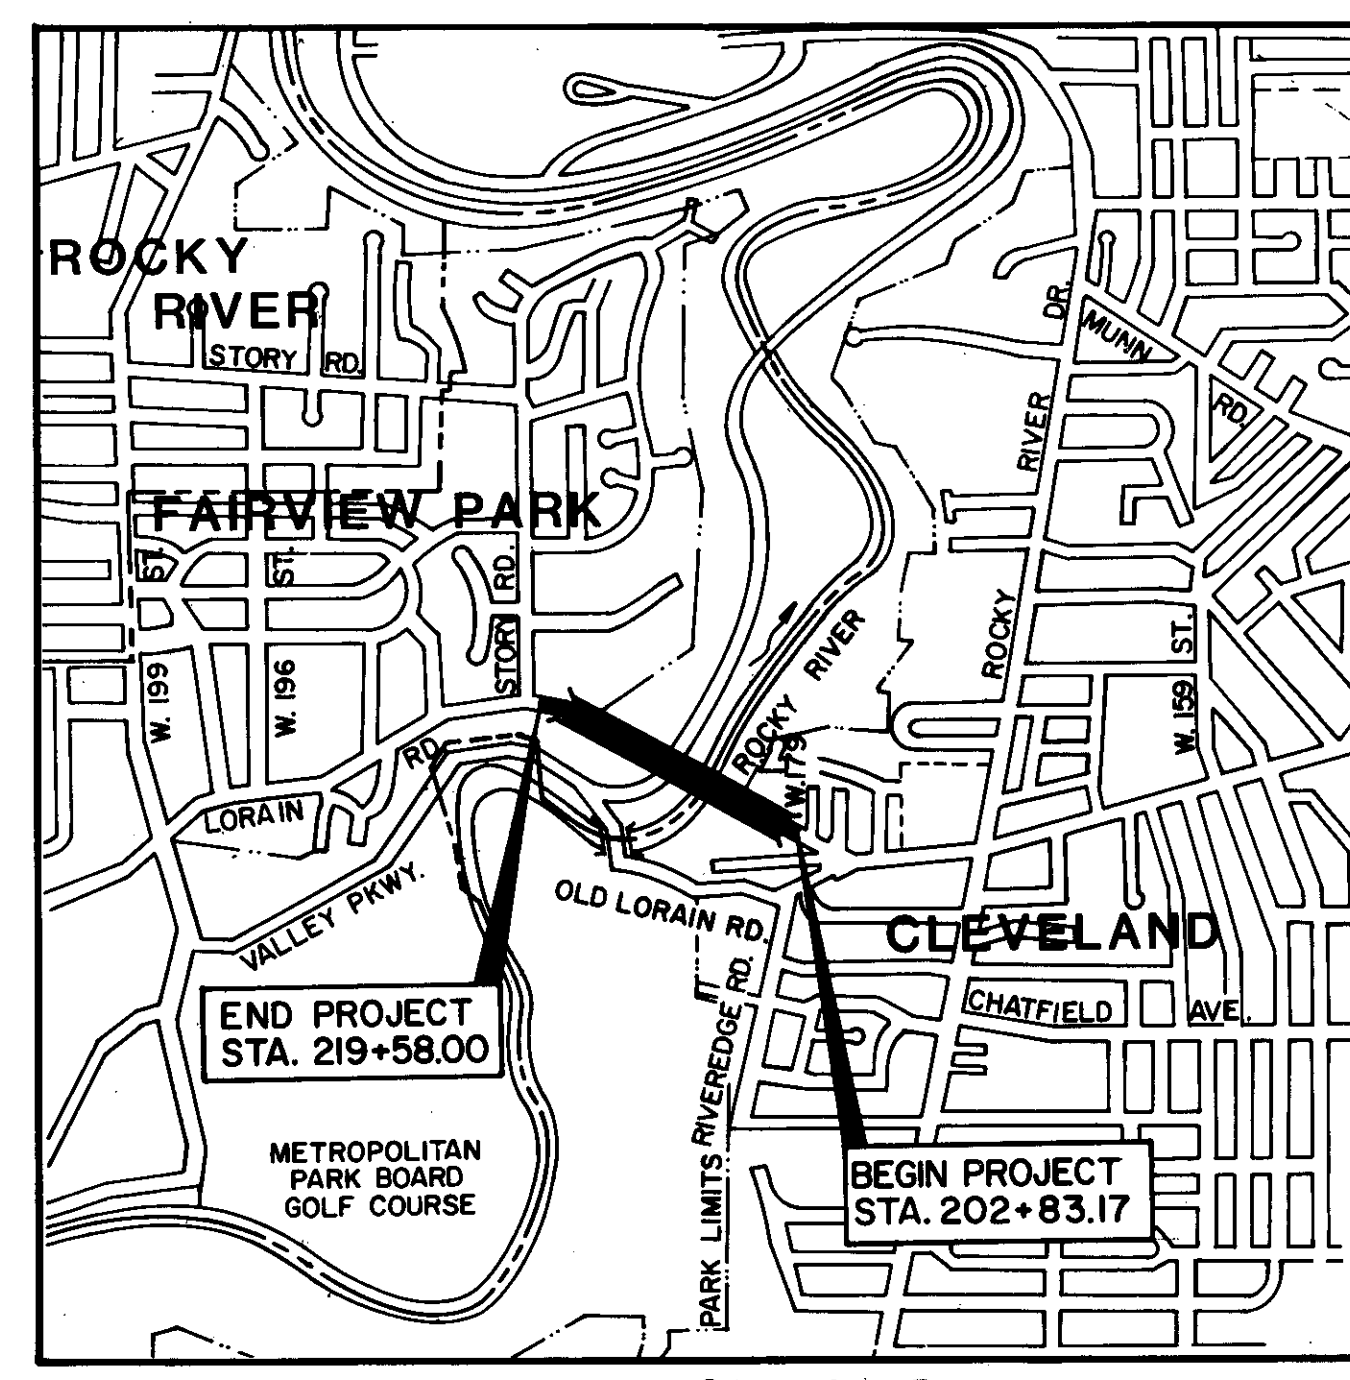 ROCKY
RIVER
STORY RD.
DR.
MUNN
RD.
RIVER
FAIRVIEW PARK
ST.
ST.
RD.
STORY
ROCKY
ST.
W. 199
W. 196
W. 159
ROCKY RIVER
W. 179
RD.
LORAIN
VALLEY PKWY.
OLD LORAIN RD.
CLEVELAND
CHATFIELD AVE.
RIVEREDGE RD.
END PROJECT
STA. 219+58.00
METROPOLITAN
PARK BOARD
GOLF COURSE
PARK LIMITS
BEGIN PROJECT
STA. 202+83.17